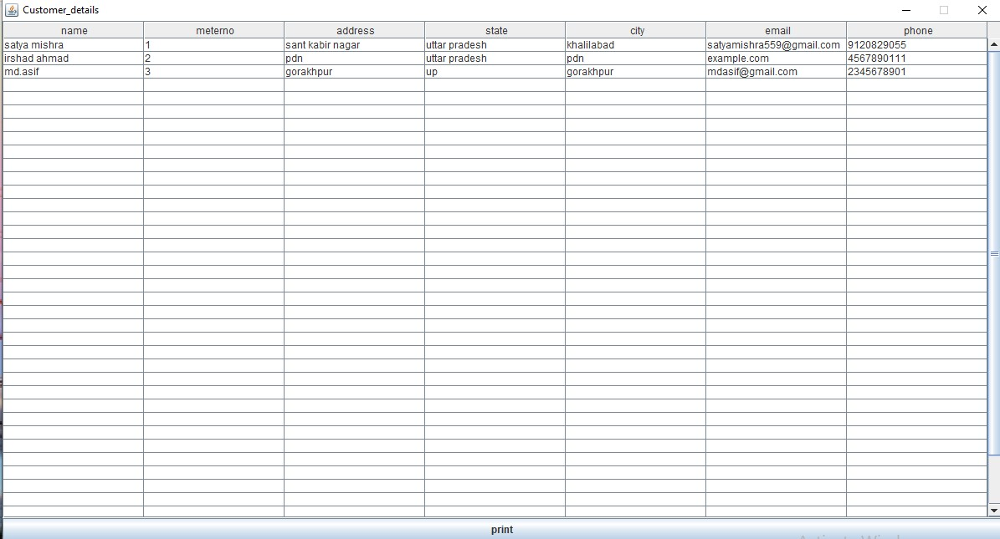 Customer_details
name meterno address state city email phone
satya mishra 1 sant kabir nagar uttar pradesh khalilabad satyamishra559@gmail.com 9120829055
irshad ahmad 2 pdn uttar pradesh pdn example.com 4567890111
md.asif 3 gorakhpur up gorakhpur mdasif@gmail.com 2345678901
print